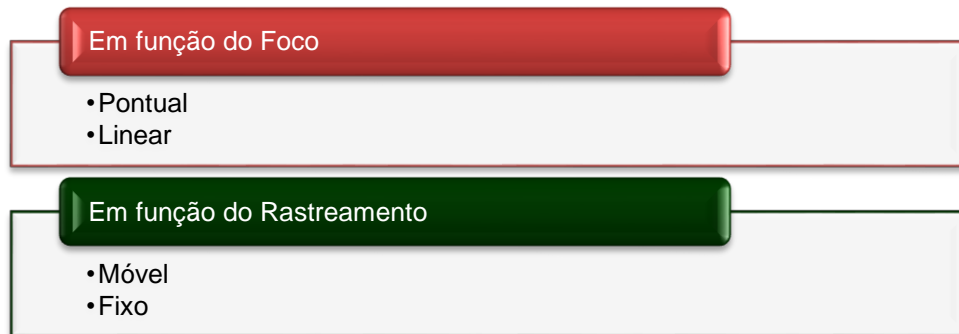 Em função do Foco
•Pontual
•Linear
Em função do Rastreamento
•Móvel
•Fixo